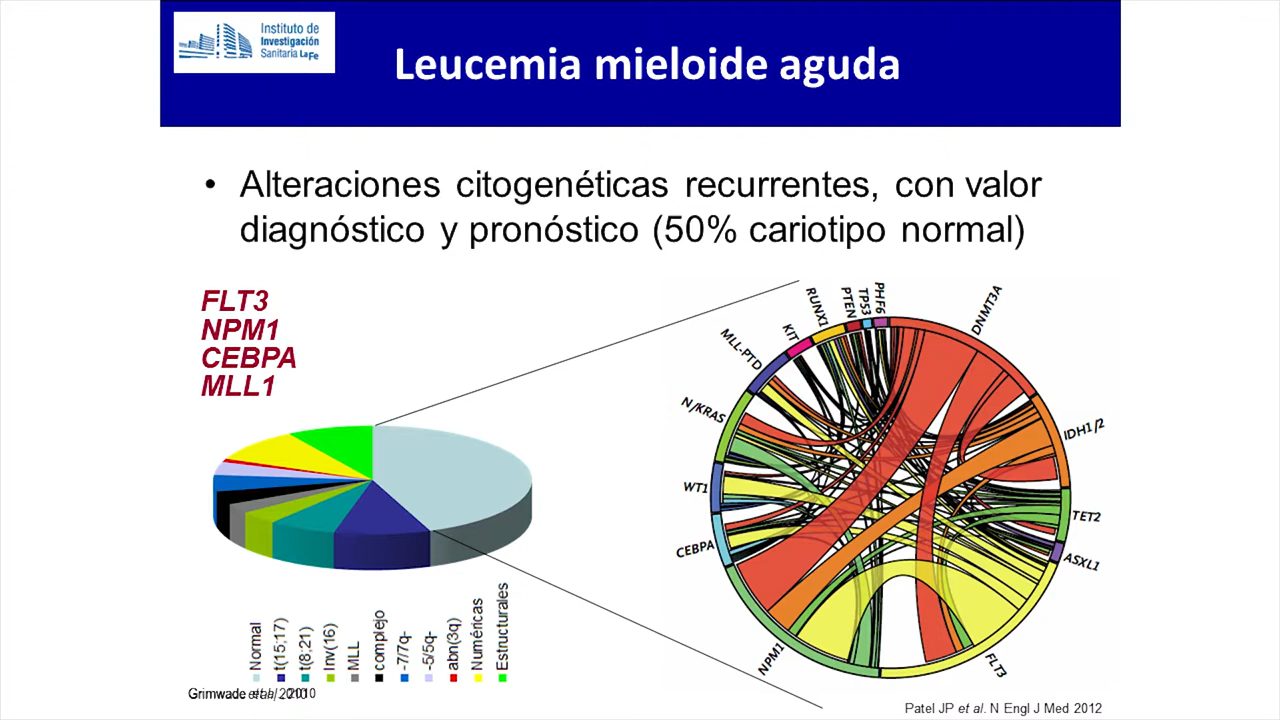 Instituto de
Investigación
Sanitaria LaFe
Leucemia mieloide aguda
• Alteraciones citogenéticas recurrentes, con valor
diagnóstico y pronóstico (50% cariotipo normal)
FLT3
NPM1
CEBPA
MLL1
Normal
t(15;17)
t(8;21)
Inv(16)
MLL
complejo
-7/7q-
-5/5q-
abn(3q)
Numéricas
Estructurales
Grimwade et al, 2010
PHF6
TP53
PTEN
RUNX1
KIT
MLL-PTD
N/KRAS
WT1
CEBPA
NPM1
FLT3
ASXL1
TET2
IDH1/2
DNMT3A
Patel JP et al. N Engl J Med 2012